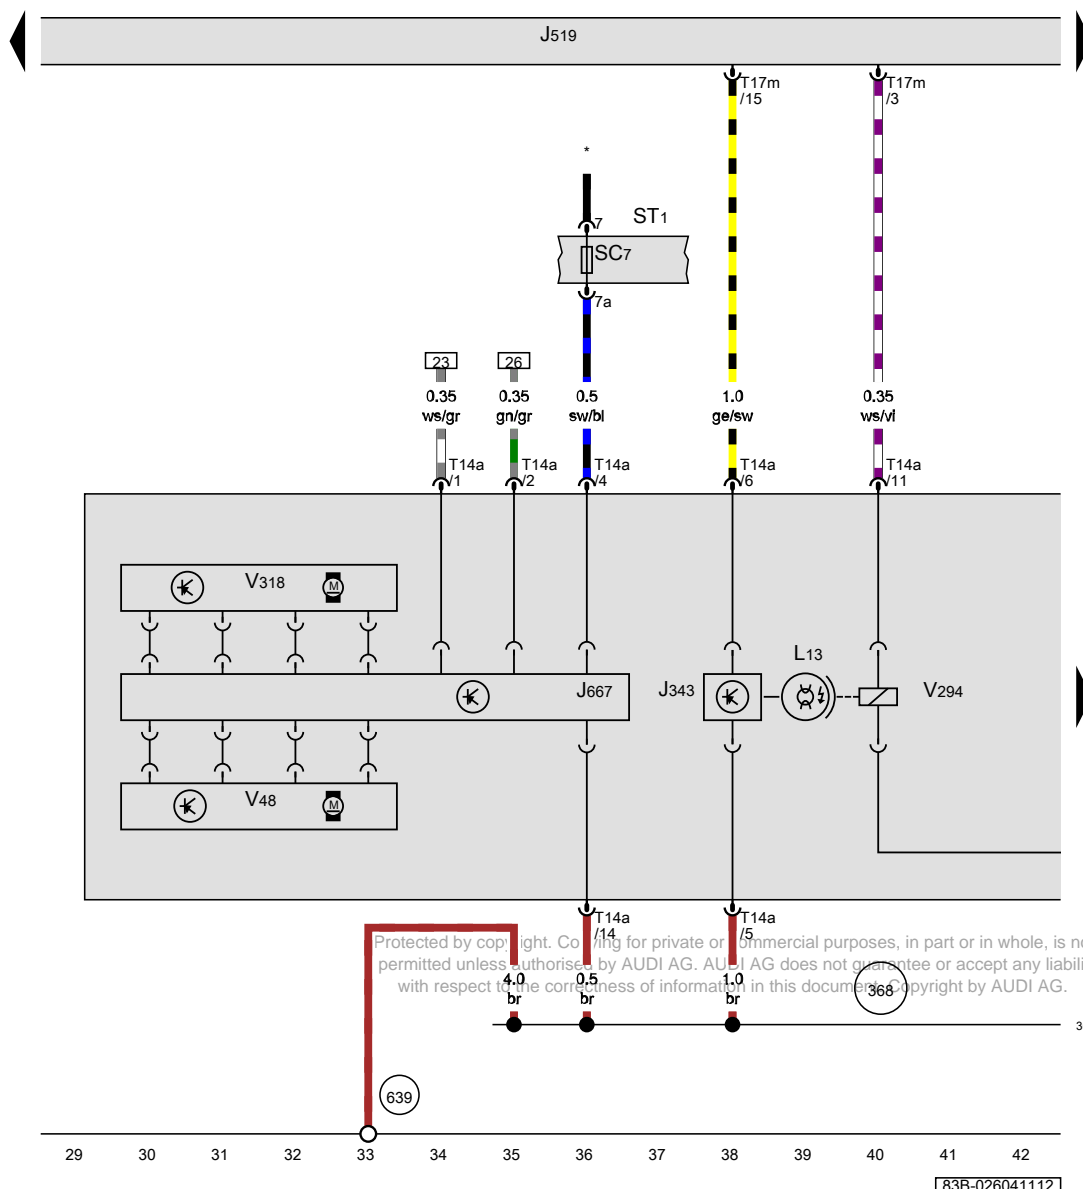 J519
T17m
/15
T17m
/3
*
7
ST1
SC7
7a
23
26
0.35
ws/gr
0.35
gn/gr
0.5
sw/bl
1.0
ge/sw
0.35
ws/vi
T14a
/1
T14a
/2
T14a
/4
T14a
/6
T14a
/11
V318
M
L13
J667
J343
V294
V48
M
T14a
/14
T14a
/5
Protected by copyright. Copying for private or commercial purposes, in part or in whole, is no
permitted unless authorised by AUDI AG. AUDI AG does not guarantee or accept any liabili
with respect to the correctness of information in this document. Copyright by AUDI AG.
4.0
br
0.5
br
1.0
br
368
3
639
29 30 31 32 33 34 35 36 37 38 39 40 41 42
83B-026041112